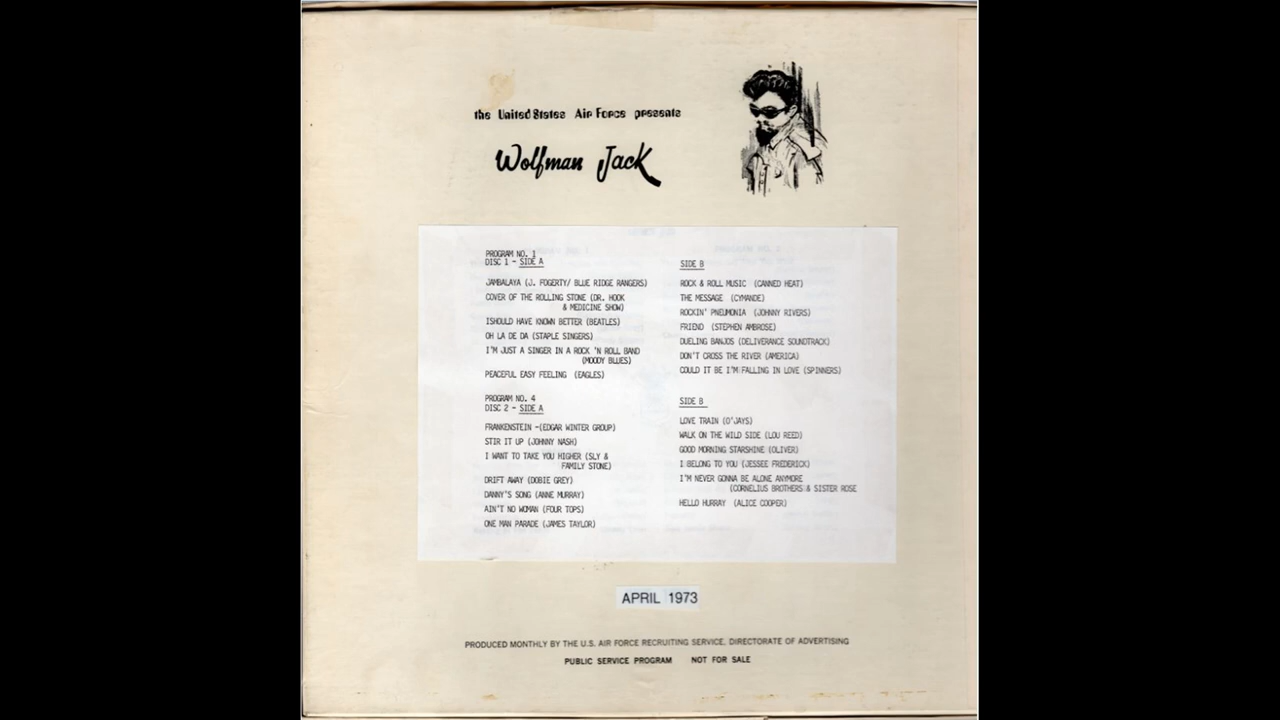 the United States Air Force presents
Wolfman Jack
PROGRAM NO. 1
DISC 1 - SIDE A
JAMBALAYA (J. FOGERTY/ BLUE RIDGE RANGERS)
COVER OF THE ROLLING STONE (DR. HOOK
& MEDICINE SHOW)
ISHOULD HAVE KNOWN BETTER (BEATLES)
OH LA DE DA (STAPLE SINGERS)
I'M JUST A SINGER IN A ROCK 'N ROLL BAND
(MOODY BLUES)
PEACEFUL EASY FEELING (EAGLES)
SIDE B
ROCK & ROLL MUSIC (CANNED HEAT)
THE MESSAGE (CYMANDE)
ROCKIN' PNEUMONIA (JOHNNY RIVERS)
FRIEND (STEPHEN AMBROSE)
DUELING BANJOS (DELIVERANCE SOUNDTRACK)
DON'T CROSS THE RIVER (AMERICA)
COULD IT BE I'M FALLING IN LOVE (SPINNERS)
PROGRAM NO. 4
DISC 2 - SIDE A
FRANKENSTEIN -(EDGAR WINTER GROUP)
STIR IT UP (JOHNNY NASH)
I WANT TO TAKE YOU HIGHER (SLY &
FAMILY STONE)
DRIFT AWAY (DOBIE GREY)
DANNY'S SONG (ANNE MURRAY)
AIN'T NO WOMAN (FOUR TOPS)
ONE MAN PARADE (JAMES TAYLOR)
SIDE B
LOVE TRAIN (O'JAYS)
WALK ON THE WILD SIDE (LOU REED)
GOOD MORNING STARSHINE (OLIVER)
I BELONG TO YOU (JESSEE FREDERICK)
I'M NEVER GONNA BE ALONE ANYMORE
(CORNELIUS BROTHERS & SISTER ROSE
HELLO HURRAY (ALICE COOPER)
APRIL 1973
PRODUCED MONTHLY BY THE U.S. AIR FORCE RECRUITING SERVICE, DIRECTORATE OF ADVERTISING
PUBLIC SERVICE PROGRAM NOT FOR SALE